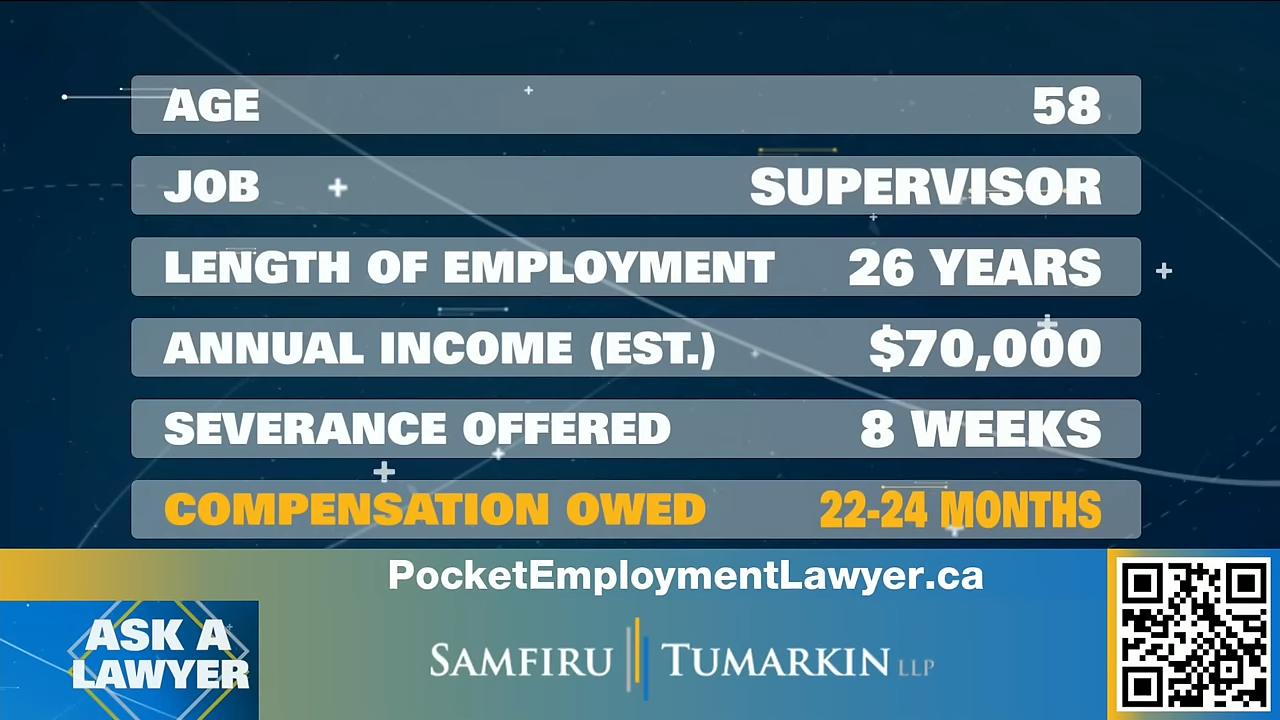 AGE 58
JOB SUPERVISOR
LENGTH OF EMPLOYMENT 26 YEARS
ANNUAL INCOME (EST.) $70,000
SEVERANCE OFFERED 8 WEEKS
COMPENSATION OWED 22-24 MONTHS
PocketEmploymentLawyer.ca
ASK A
LAWYER
SAMFIRU TUMARKIN LLP